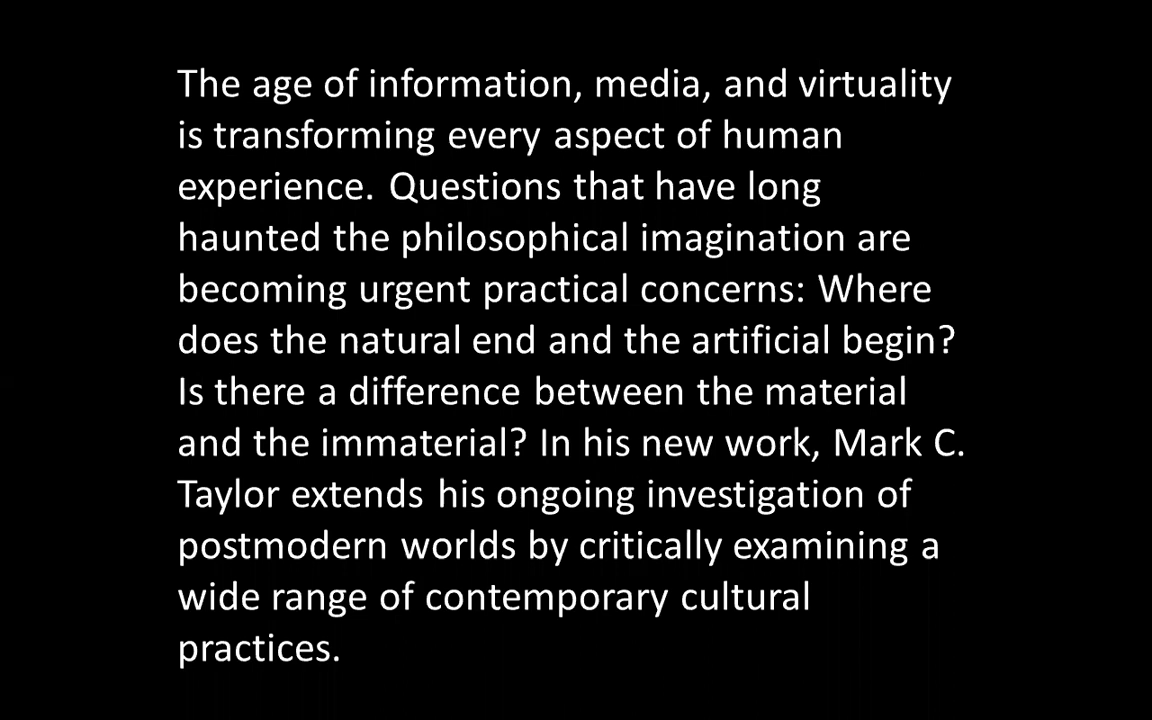 The age of information, media, and virtuality
is transforming every aspect of human
experience. Questions that have long
haunted the philosophical imagination are
becoming urgent practical concerns: Where
does the natural end and the artificial begin?
Is there a difference between the material
and the immaterial? In his new work, Mark C.
Taylor extends his ongoing investigation of
postmodern worlds by critically examining a
wide range of contemporary cultural
practices.